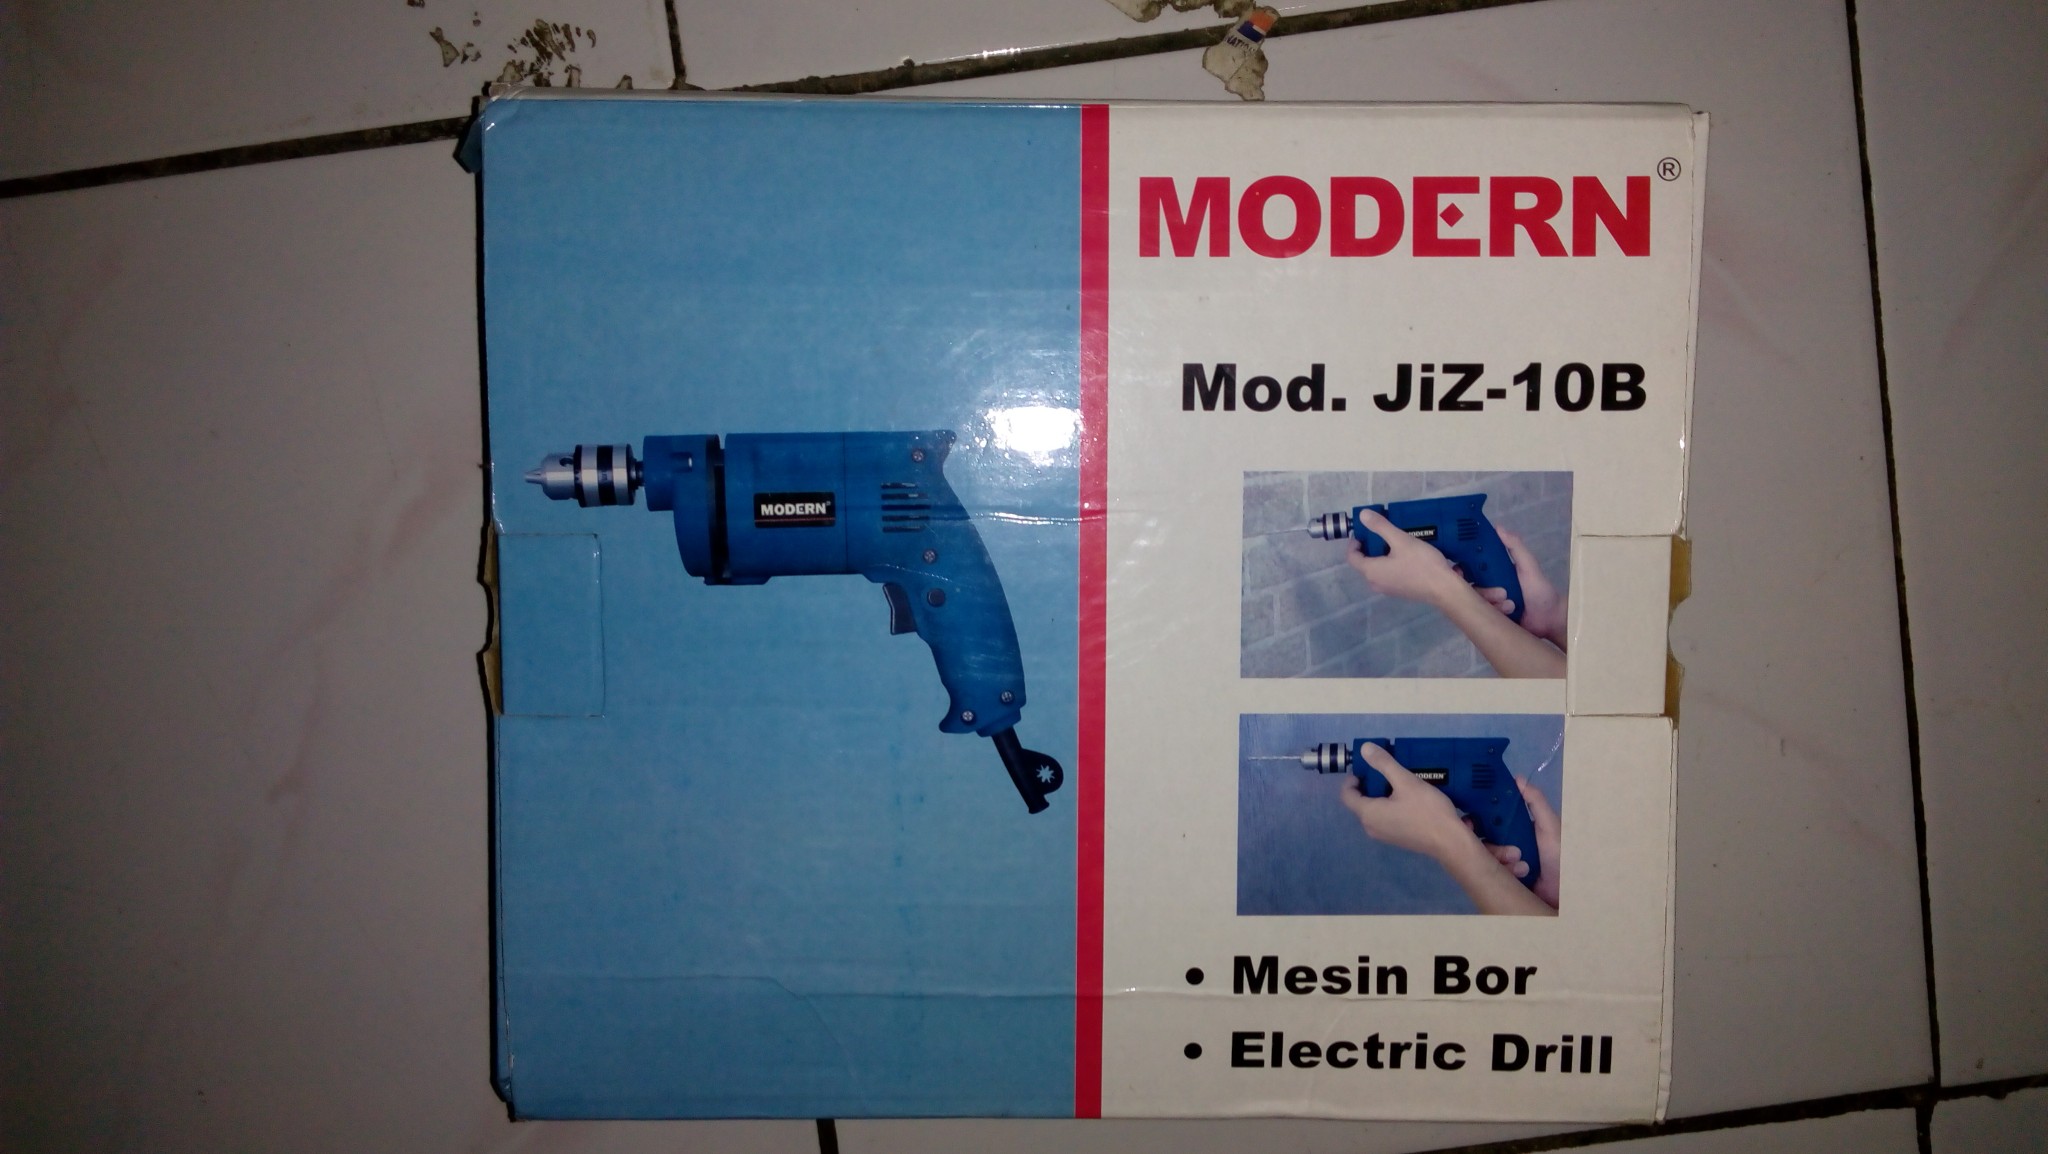 MODERN®
Mod. JiZ-10B
MODERN®
MODERN
MODERN
• Mesin Bor
• Electric Drill